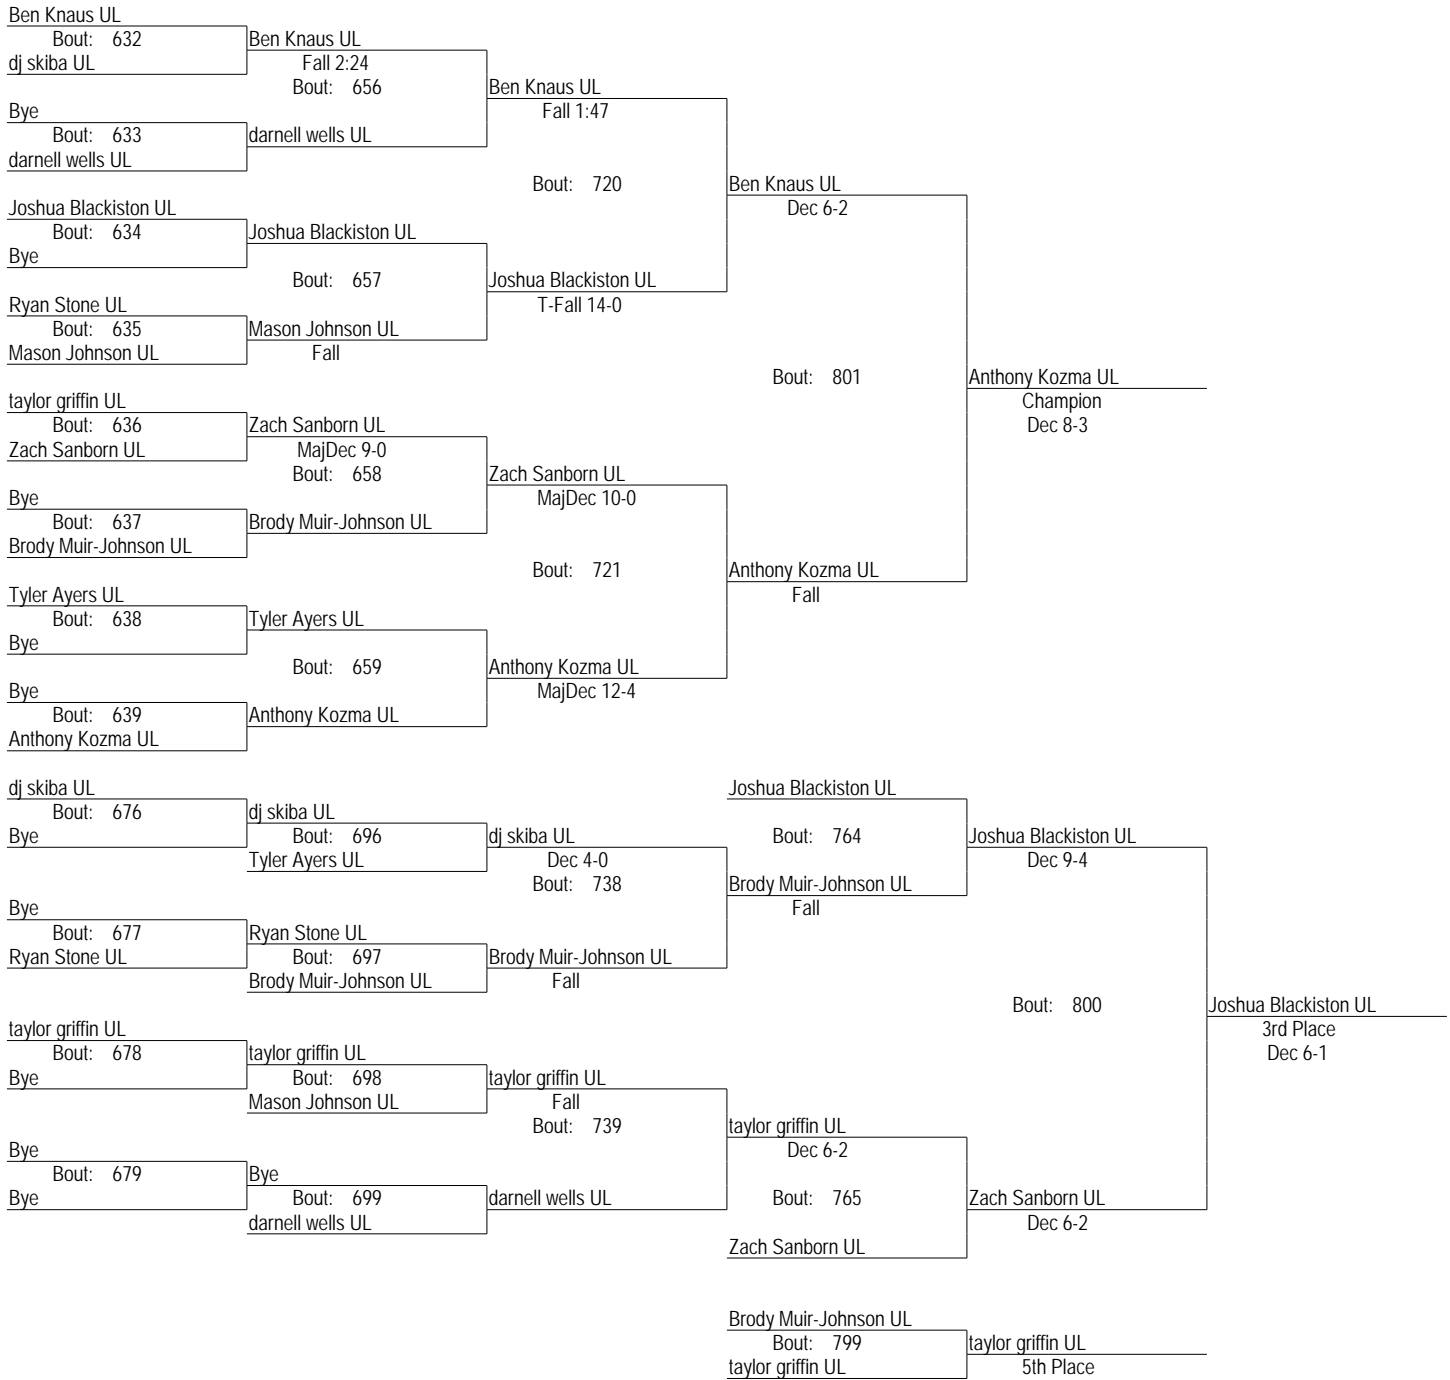 Ben Knaus UL
Bout: 632
Ben Knaus UL
dj skiba UL
Fall 2:24
Bout: 656
Ben Knaus UL
Bye
Fall 1:47
Bout: 633
darnell wells UL
darnell wells UL
Bout: 720
Ben Knaus UL
Joshua Blackiston UL
Dec 6-2
Bout: 634
Joshua Blackiston UL
Bye
Bout: 657
Joshua Blackiston UL
Ryan Stone UL
T-Fall 14-0
Bout: 635
Mason Johnson UL
Mason Johnson UL
Fall
Bout: 801
Anthony Kozma UL
taylor griffin UL
Champion
Bout: 636
Zach Sanborn UL
Dec 8-3
Zach Sanborn UL
MajDec 9-0
Bout: 658
Zach Sanborn UL
Bye
MajDec 10-0
Bout: 637
Brody Muir-Johnson UL
Brody Muir-Johnson UL
Bout: 721
Anthony Kozma UL
Tyler Ayers UL
Fall
Bout: 638
Tyler Ayers UL
Bye
Bout: 659
Anthony Kozma UL
Bye
MajDec 12-4
Bout: 639
Anthony Kozma UL
Anthony Kozma UL
dj skiba UL
Joshua Blackiston UL
Bout: 676
dj skiba UL
Bye
Bout: 696
dj skiba UL
Bout: 764
Joshua Blackiston UL
Tyler Ayers UL
Dec 4-0
Dec 9-4
Bout: 738
Brody Muir-Johnson UL
Bye
Fall
Bout: 677
Ryan Stone UL
Ryan Stone UL
Bout: 697
Brody Muir-Johnson UL
Brody Muir-Johnson UL
Fall
Bout: 800
Joshua Blackiston UL
taylor griffin UL
3rd Place
Bout: 678
taylor griffin UL
Dec 6-1
Bye
Bout: 698
taylor griffin UL
Mason Johnson UL
Fall
Bout: 739
taylor griffin UL
Bye
Dec 6-2
Bout: 679
Bye
Bye
Bout: 699
darnell wells UL
Bout: 765
Zach Sanborn UL
darnell wells UL
Dec 6-2
Zach Sanborn UL
Brody Muir-Johnson UL
Bout: 799
taylor griffin UL
taylor griffin UL
5th Place